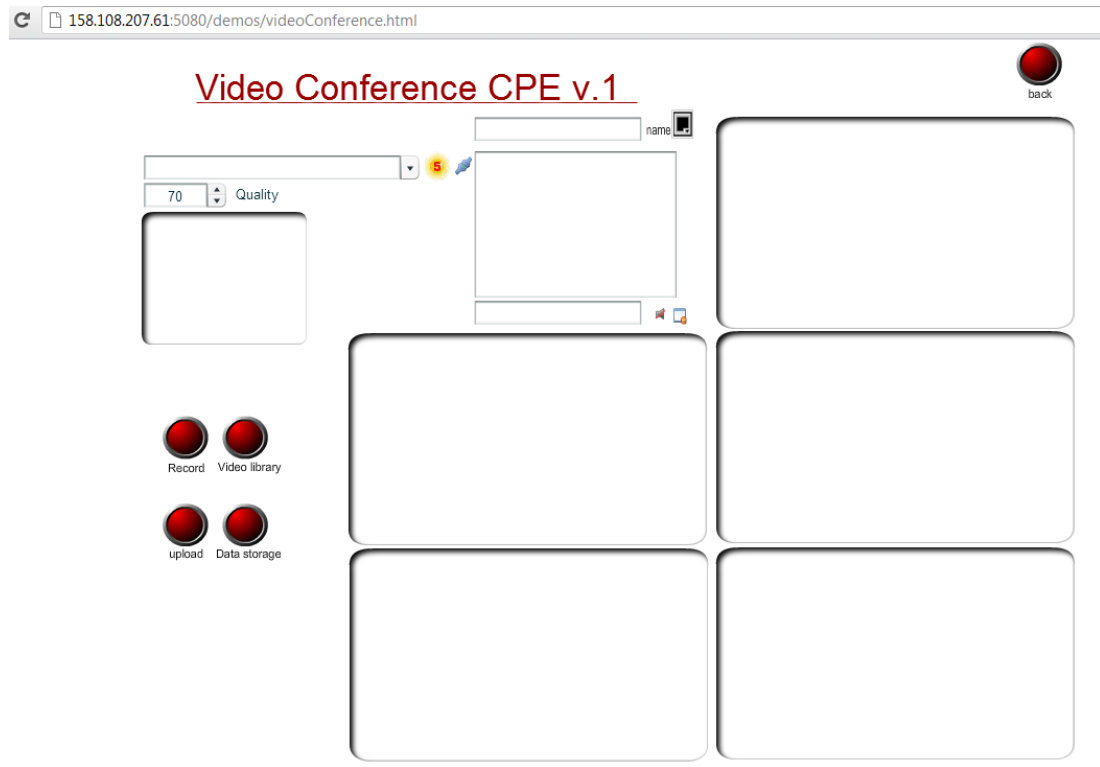 158.108.207.61:5080/demos/videoConference.html
Video Conference CPE v.1
back
name
5
70 Quality
Record Video library
upload Data storage